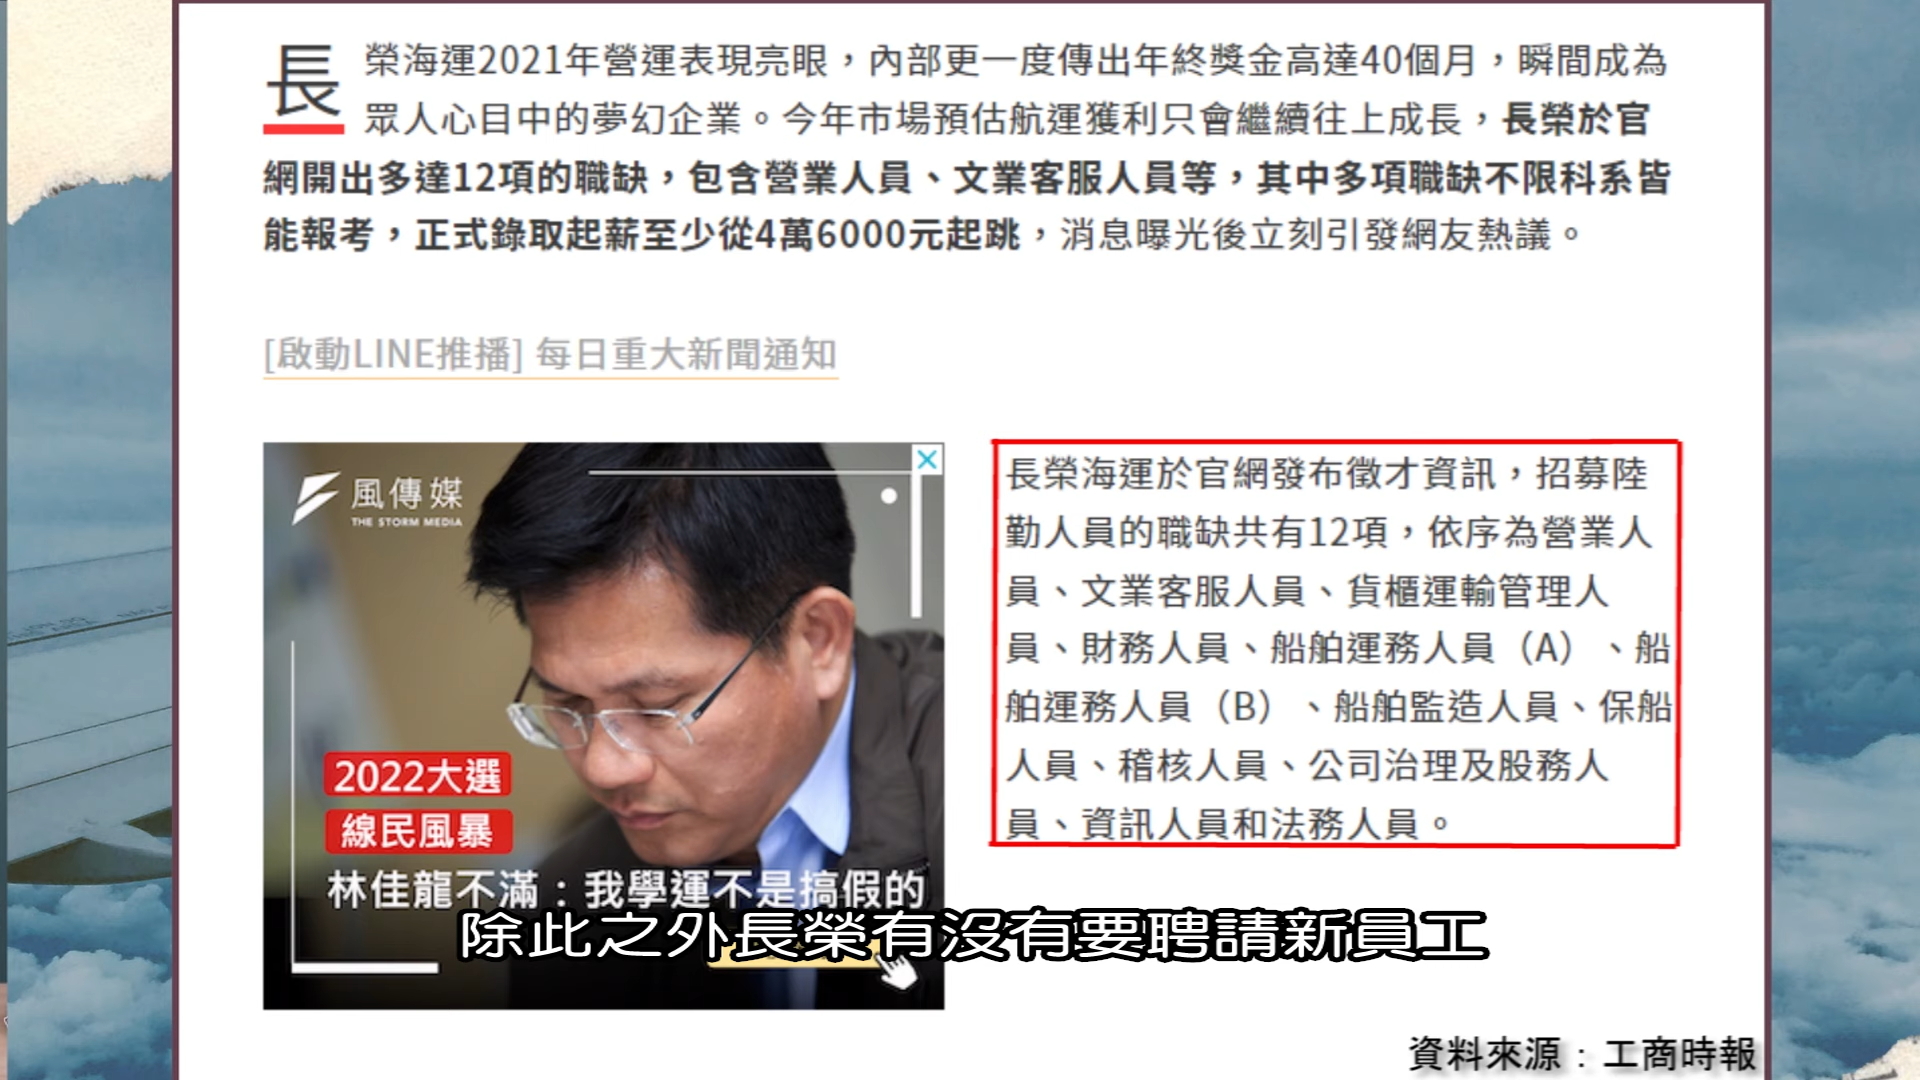 長
榮海運2021年營運表現亮眼，內部更一度傳出年終獎金高達40個月，瞬間成為
眾人心目中的夢幻企業。今年市場預估航運獲利只會繼續往上成長，長榮於官
網開出多達12項的職缺，包含營業人員、文業客服人員等，其中多項職缺不限科系皆
能報考，正式錄取起薪至少從4萬6000元起跳，消息曝光後立刻引發網友熱議。
[啟動LINE推播] 每日重大新聞通知
風傳媒
THE STORM MEDIA
2022大選
線民風暴
林佳龍不滿：我學運不是搞假的
長榮海運於官網發布徵才資訊，招募陸
勤人員的職缺共有12項，依序為營業人
員、文業客服人員、貨櫃運輸管理人
員、財務人員、船舶運務人員（A）、船
舶運務人員（B）、船舶監造人員、保船
人員、稽核人員、公司治理及股務人
員、資訊人員和法務人員。
除此之外長榮有沒有要聘請新員工
資料來源：工商時報